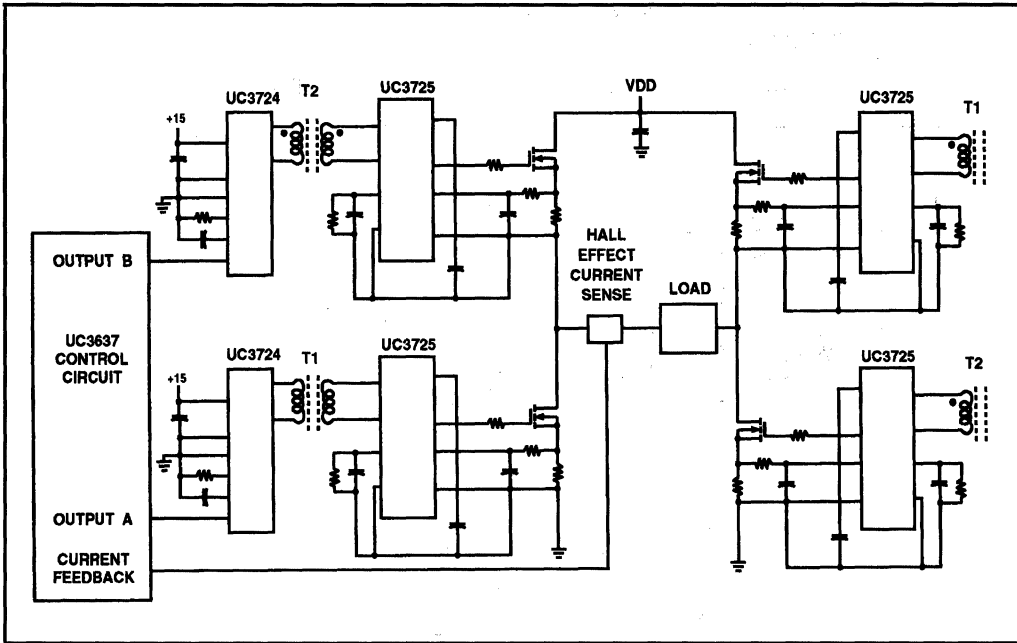 VDD
UC3724
T2
UC3725
UC3725
T1
+15
HALL
EFFECT
CURRENT
SENSE
LOAD
OUTPUT B
UC3637
CONTROL
CIRCUIT
UC3724
T1
UC3725
UC3725
T2
+15
OUTPUT A
CURRENT
FEEDBACK